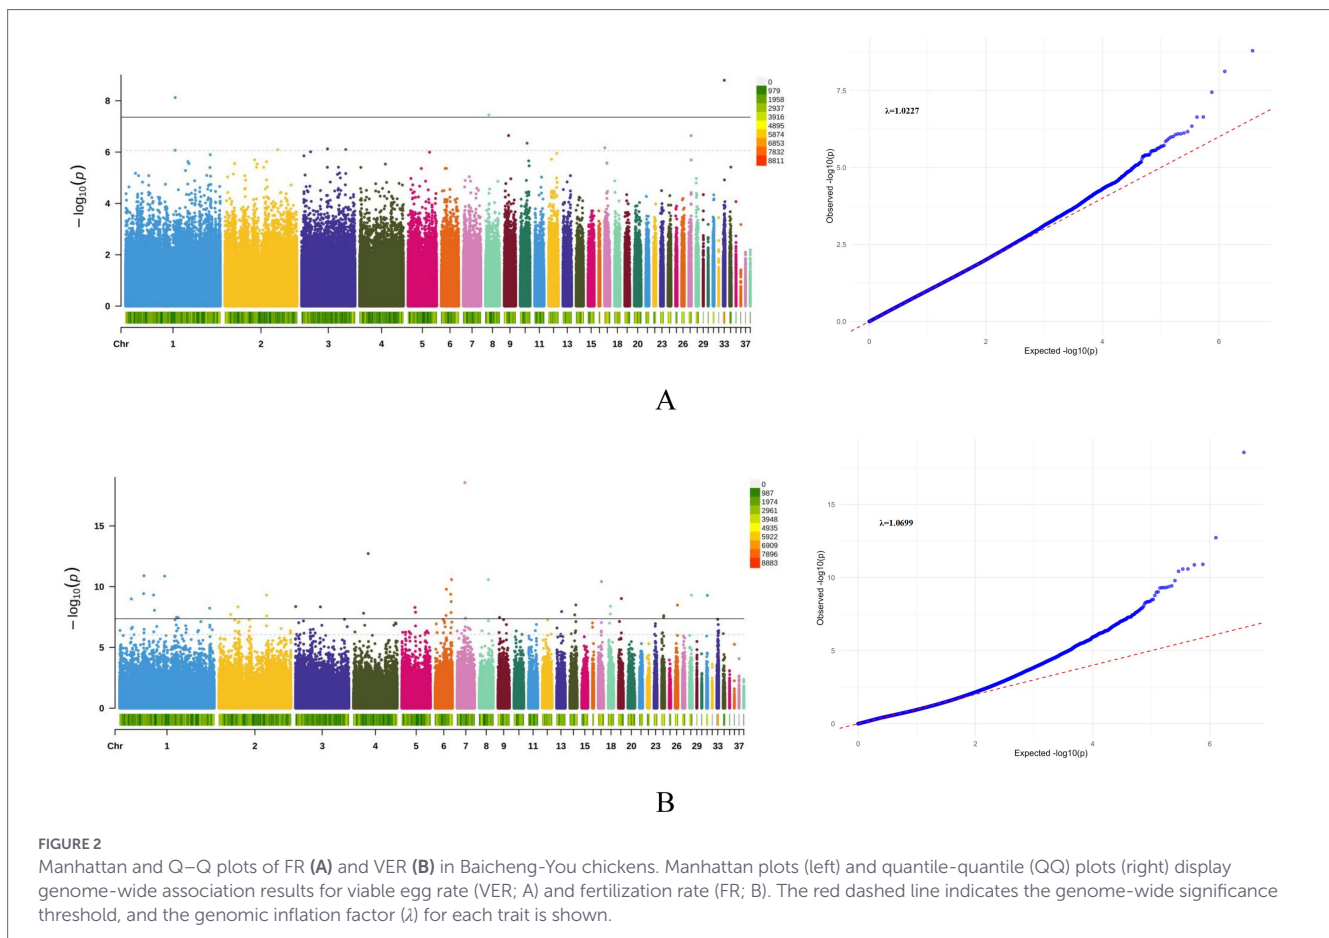 8
6
4
2
0
−log₁₀(p)
0
979
1958
2937
3916
4895
5874
6853
7832
8811
Chr 1 2 3 4 5 6 7 8 9 11 13 15 18 20 23 26 29 33 37
λ=1.0227
7.5
5.0
2.5
0.0
Observed -log10(p)
0 2 4 6
Expected -log10(p)
A
15
10
5
0
−log₁₀(p)
0
987
1974
2961
3948
4935
5922
6909
7896
8883
Chr 1 2 3 4 5 6 7 8 9 11 13 15 18 20 23 26 29 33 37
λ=1.0699
15
10
5
0
Observed -log10(p)
0 2 4 6
Expected -log10(p)
B
FIGURE 2
Manhattan and Q–Q plots of FR (A) and VER (B) in Baicheng-You chickens. Manhattan plots (left) and quantile-quantile (QQ) plots (right) display
genome-wide association results for viable egg rate (VER; A) and fertilization rate (FR; B). The red dashed line indicates the genome-wide significance
threshold, and the genomic inflation factor (λ) for each trait is shown.